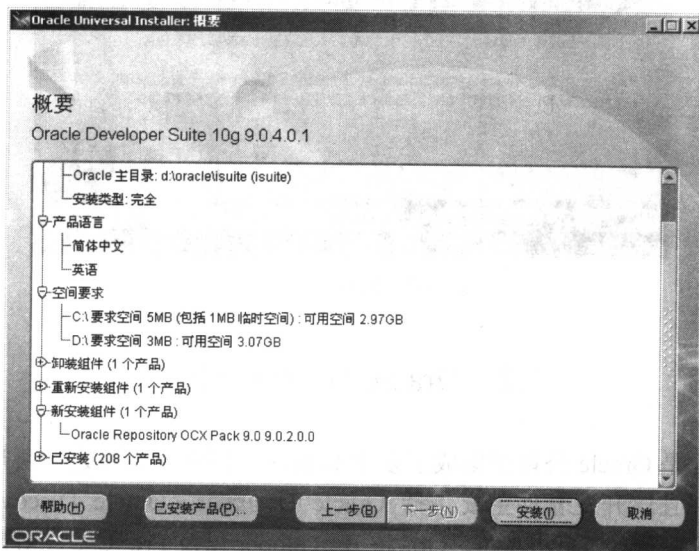 Oracle Universal Installer: 概要
概要
Oracle Developer Suite 10g 9.0.4.0.1
Oracle 主目录: d:\oracle\isuite (isuite)
安装类型: 完全
产品语言
简体中文
英语
空间要求
C:\ 要求空间 5MB (包括 1MB 临时空间) : 可用空间 2.97GB
D:\ 要求空间 3MB : 可用空间 3.07GB
卸装组件 (1 个产品)
重新安装组件 (1 个产品)
新安装组件 (1 个产品)
Oracle Repository OCX Pack 9.0 9.0.2.0.0
已安装 (208 个产品)
帮助(H) 已安装产品(P)... 上一步(B) 下一步(N) 安装(I) 取消
ORACLE